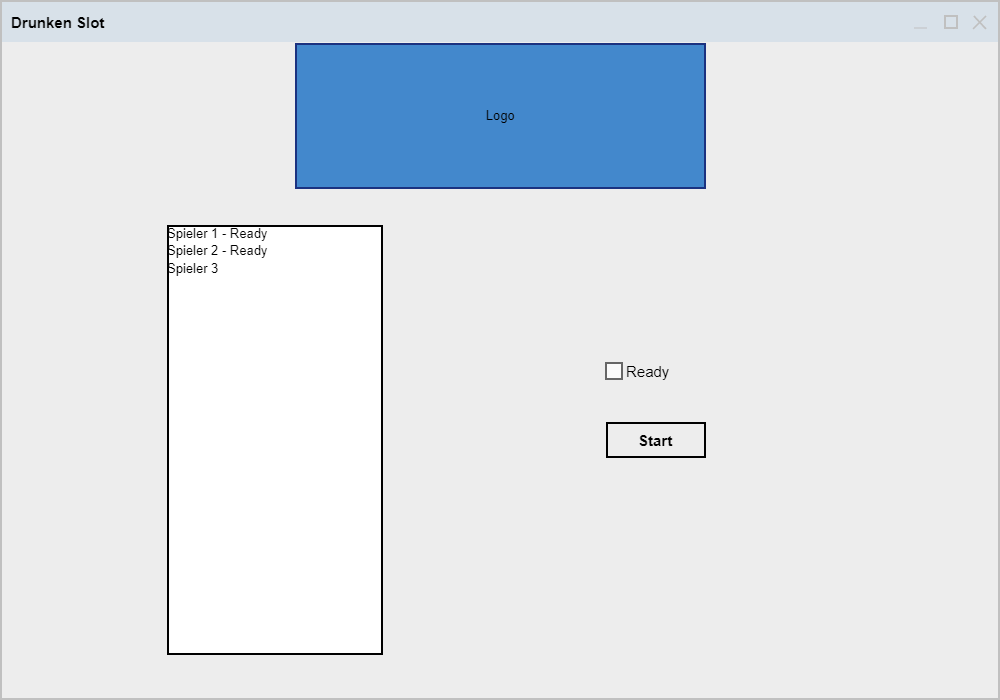 Drunken Slot
Logo
Spieler 1 - Ready
Spieler 2 - Ready
Spieler 3
Ready
Start